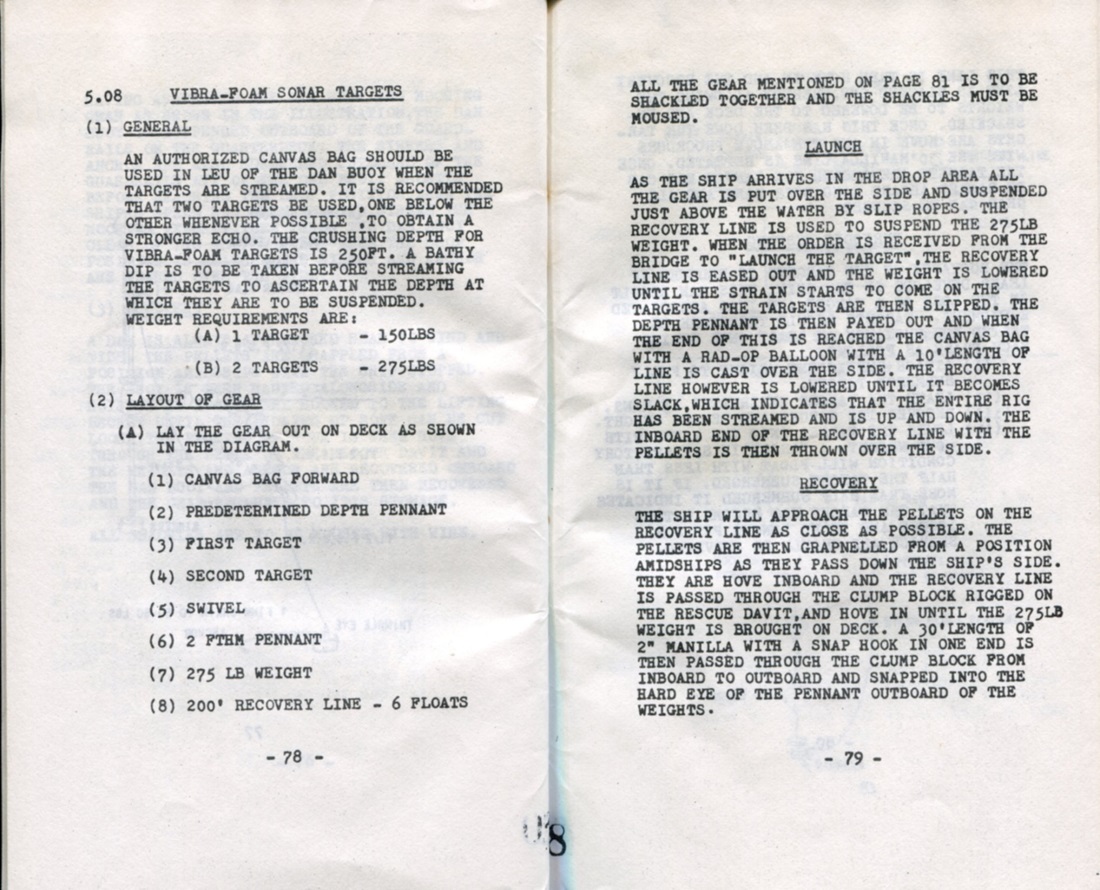 5.08 VIBRA-FOAM SONAR TARGETS
(1) GENERAL
AN AUTHORIZED CANVAS BAG SHOULD BE
USED IN LEU OF THE DAN BUOY WHEN THE
TARGETS ARE STREAMED. IT IS RECOMMENDED
THAT TWO TARGETS BE USED,ONE BELOW THE
OTHER WHENEVER POSSIBLE ,TO OBTAIN A
STRONGER ECHO. THE CRUSHING DEPTH FOR
VIBRA-FOAM TARGETS IS 250FT. A BATHY
DIP IS TO BE TAKEN BEFORE STREAMING
THE TARGETS TO ASCERTAIN THE DEPTH AT
WHICH THEY ARE TO BE SUSPENDED.
WEIGHT REQUIREMENTS ARE:
(A) 1 TARGET - 150LBS
(B) 2 TARGETS - 275LBS
(2) LAYOUT OF GEAR
(A) LAY THE GEAR OUT ON DECK AS SHOWN
IN THE DIAGRAM.
(1) CANVAS BAG FORWARD
(2) PREDETERMINED DEPTH PENNANT
(3) FIRST TARGET
(4) SECOND TARGET
(5) SWIVEL
(6) 2 FTHM PENNANT
(7) 275 LB WEIGHT
(8) 200' RECOVERY LINE - 6 FLOATS
- 78 -
ALL THE GEAR MENTIONED ON PAGE 81 IS TO BE
SHACKLED TOGETHER AND THE SHACKLES MUST BE
MOUSED.
LAUNCH
AS THE SHIP ARRIVES IN THE DROP AREA ALL
THE GEAR IS PUT OVER THE SIDE AND SUSPENDED
JUST ABOVE THE WATER BY SLIP ROPES. THE
RECOVERY LINE IS USED TO SUSPEND THE 275LB
WEIGHT. WHEN THE ORDER IS RECEIVED FROM THE
BRIDGE TO "LAUNCH THE TARGET",THE RECOVERY
LINE IS EASED OUT AND THE WEIGHT IS LOWERED
UNTIL THE STRAIN STARTS TO COME ON THE
TARGETS. THE TARGETS ARE THEN SLIPPED. THE
DEPTH PENNANT IS THEN PAYED OUT AND WHEN
THE END OF THIS IS REACHED THE CANVAS BAG
WITH A RAD-OP BALLOON WITH A 10'LENGTH OF
LINE IS CAST OVER THE SIDE. THE RECOVERY
LINE HOWEVER IS LOWERED UNTIL IT BECOMES
SLACK,WHICH INDICATES THAT THE ENTIRE RIG
HAS BEEN STREAMED AND IS UP AND DOWN. THE
INBOARD END OF THE RECOVERY LINE WITH THE
PELLETS IS THEN THROWN OVER THE SIDE.
RECOVERY
THE SHIP WILL APPROACH THE PELLETS ON THE
RECOVERY LINE AS CLOSE AS POSSIBLE. THE
PELLETS ARE THEN GRAPNELLED FROM A POSITION
AMIDSHIPS AS THEY PASS DOWN THE SHIP'S SIDE.
THEY ARE HOVE INBOARD AND THE RECOVERY LINE
IS PASSED THROUGH THE CLUMP BLOCK RIGGED ON
THE RESCUE DAVIT,AND HOVE IN UNTIL THE 275LB
WEIGHT IS BROUGHT ON DECK. A 30'LENGTH OF
2" MANILLA WITH A SNAP HOOK IN ONE END IS
THEN PASSED THROUGH THE CLUMP BLOCK FROM
INBOARD TO OUTBOARD AND SNAPPED INTO THE
HARD EYE OF THE PENNANT OUTBOARD OF THE
WEIGHTS.
- 79 -
8